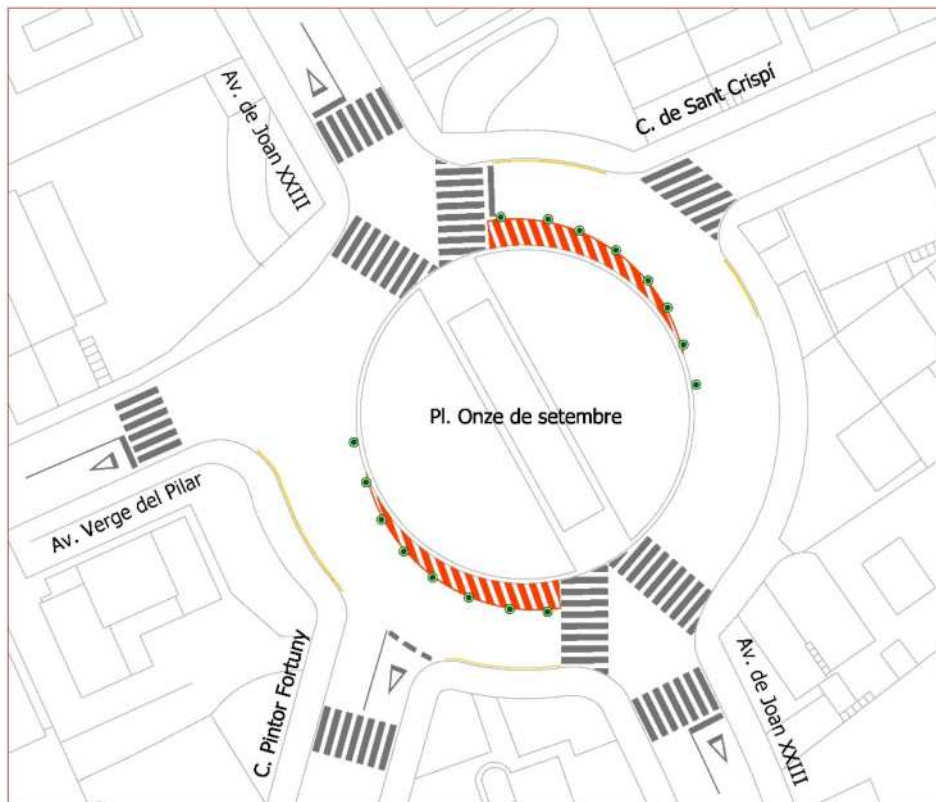 Av. de Joan XXIII
C. de Sant Crispí
Pl. Onze de setembre
Av. Verge del Pilar
C. Pintor Fortuny
Av. de Joan XXIII